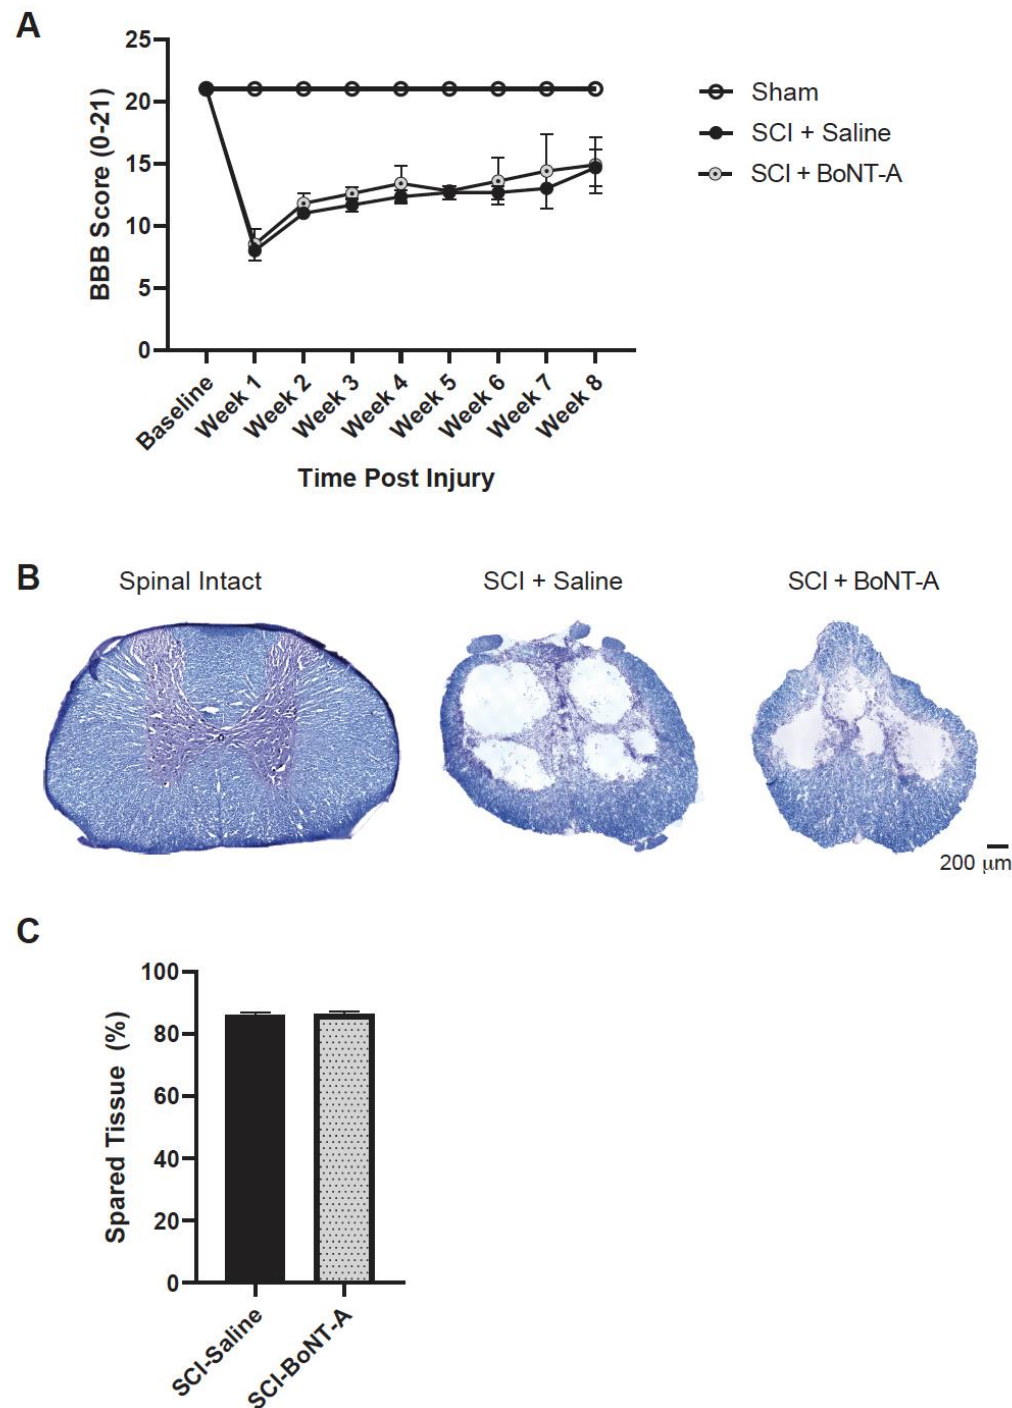 A
BBB Score (0-21)
25
20
15
10
5
0
Baseline
Week 1
Week 2
Week 3
Week 4
Week 5
Week 6
Week 7
Week 8
Time Post Injury
Sham
SCI + Saline
SCI + BoNT-A
B
Spinal Intact
SCI + Saline
SCI + BoNT-A
200 μm
C
Spared Tissue (%)
100
80
60
40
20
0
SCI-Saline
SCI-BoNT-A